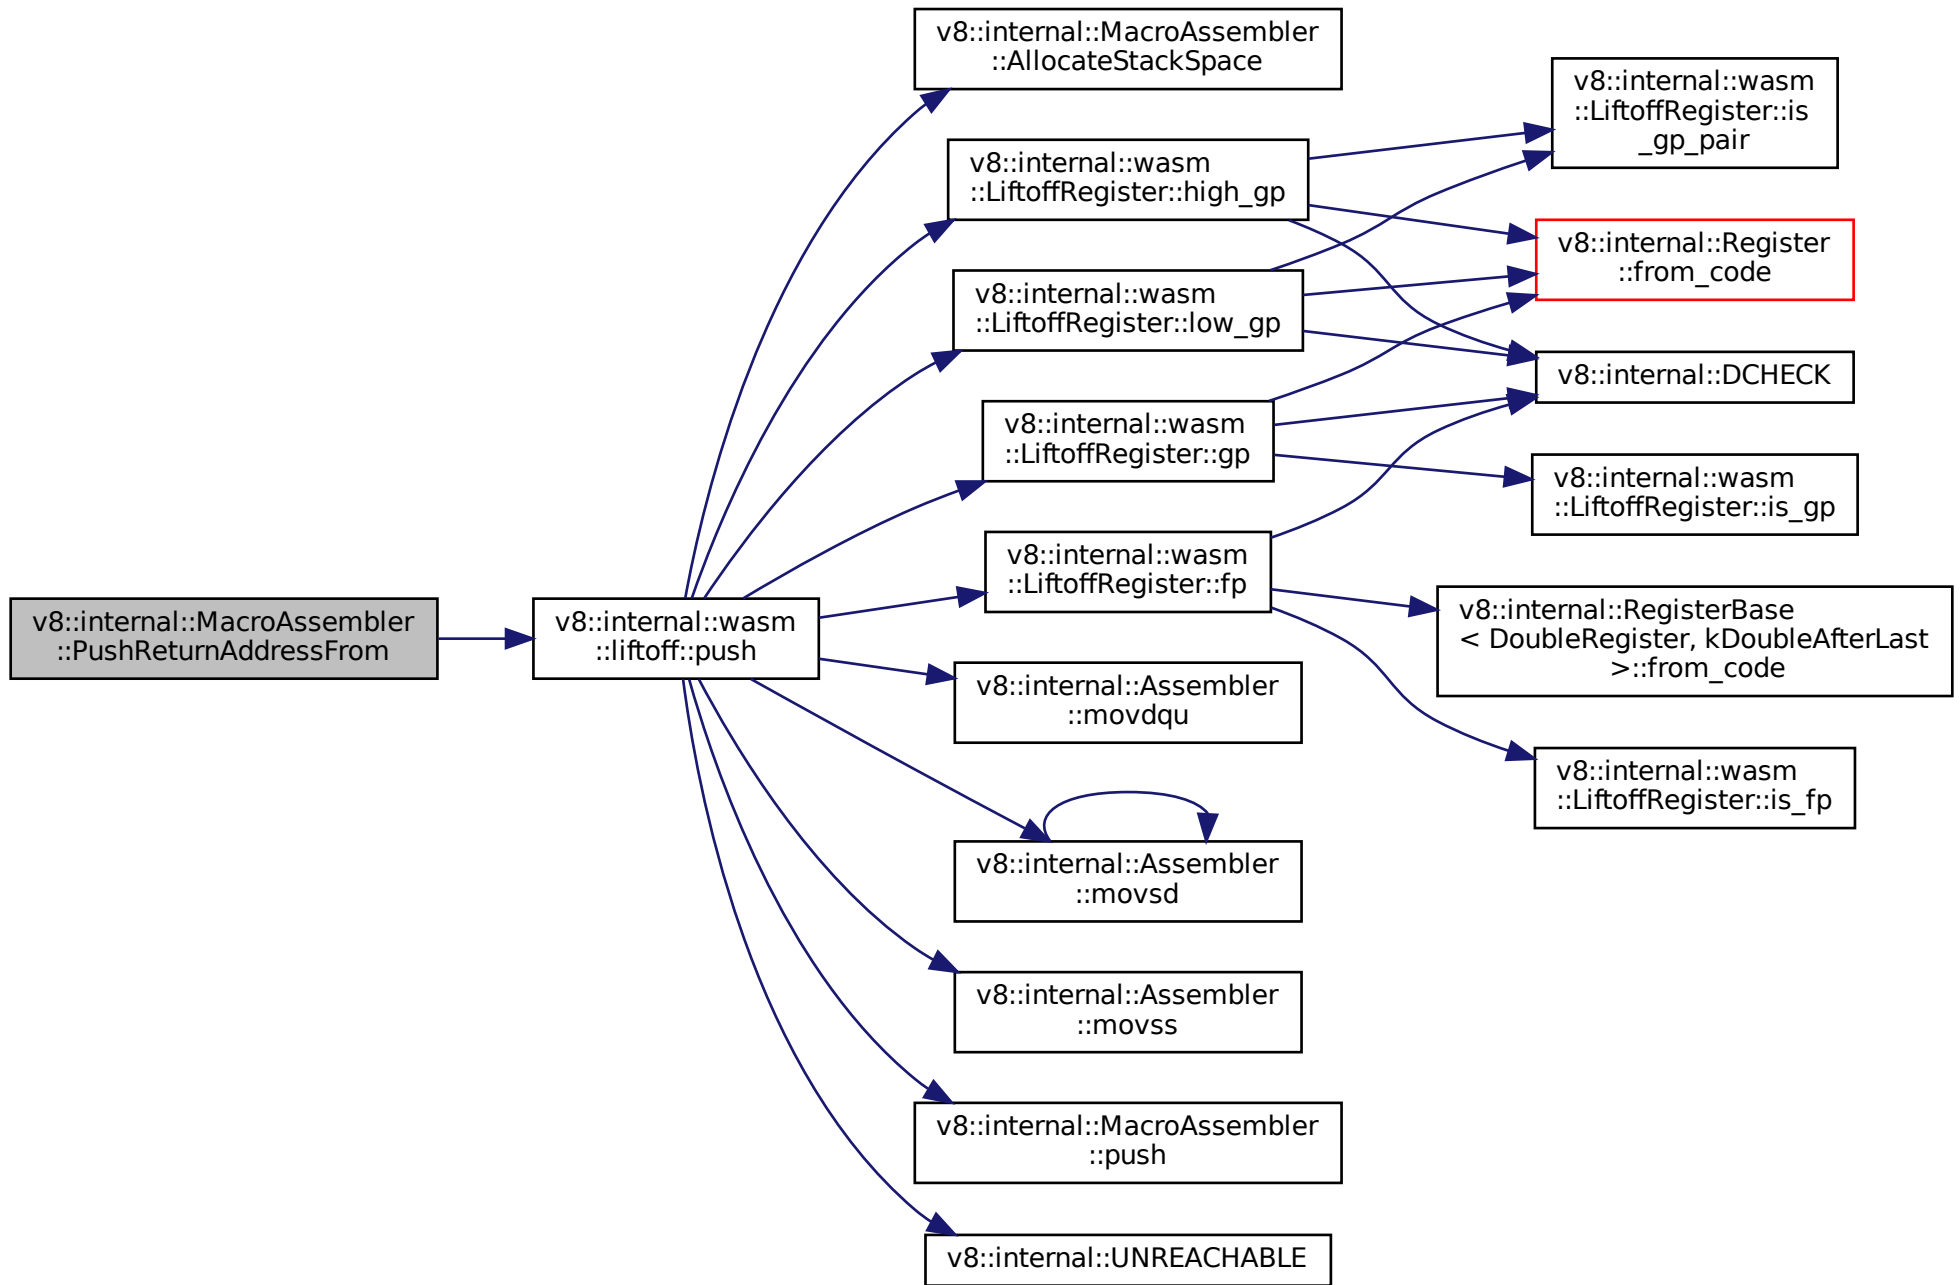 v8::internal::MacroAssembler
::PushReturnAddressFrom
v8::internal::wasm
::liftoff::push
v8::internal::MacroAssembler
::AllocateStackSpace
v8::internal::wasm
::LiftoffRegister::high_gp
v8::internal::wasm
::LiftoffRegister::low_gp
v8::internal::wasm
::LiftoffRegister::gp
v8::internal::wasm
::LiftoffRegister::fp
v8::internal::Assembler
::movdqu
v8::internal::Assembler
::movsd
v8::internal::Assembler
::movss
v8::internal::MacroAssembler
::push
v8::internal::UNREACHABLE
v8::internal::wasm
::LiftoffRegister::is
_gp_pair
v8::internal::Register
::from_code
v8::internal::DCHECK
v8::internal::wasm
::LiftoffRegister::is_gp
v8::internal::RegisterBase
< DoubleRegister, kDoubleAfterLast
>::from_code
v8::internal::wasm
::LiftoffRegister::is_fp